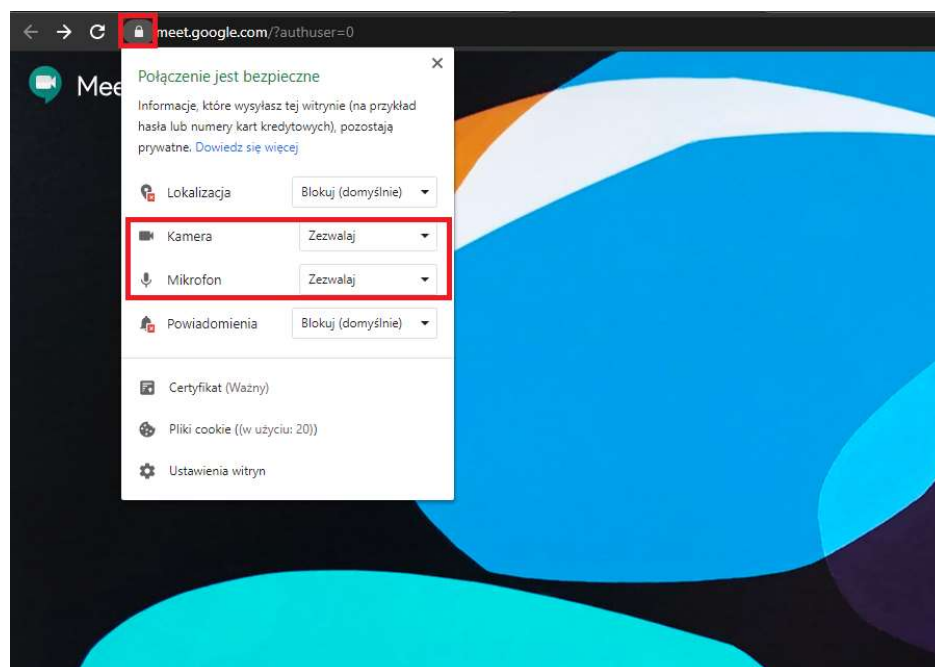 meet.google.com/?authuser=0
Mee
Połączenie jest bezpieczne
Informacje, które wysyłasz tej witrynie (na przykład
hasła lub numery kart kredytowych), pozostają
prywatne. Dowiedz się więcej
Lokalizacja Blokuj (domyślnie)
Kamera Zezwalaj
Mikrofon Zezwalaj
Powiadomienia Blokuj (domyślnie)
Certyfikat (Ważny)
Pliki cookie ((w użyciu: 20))
Ustawienia witryn